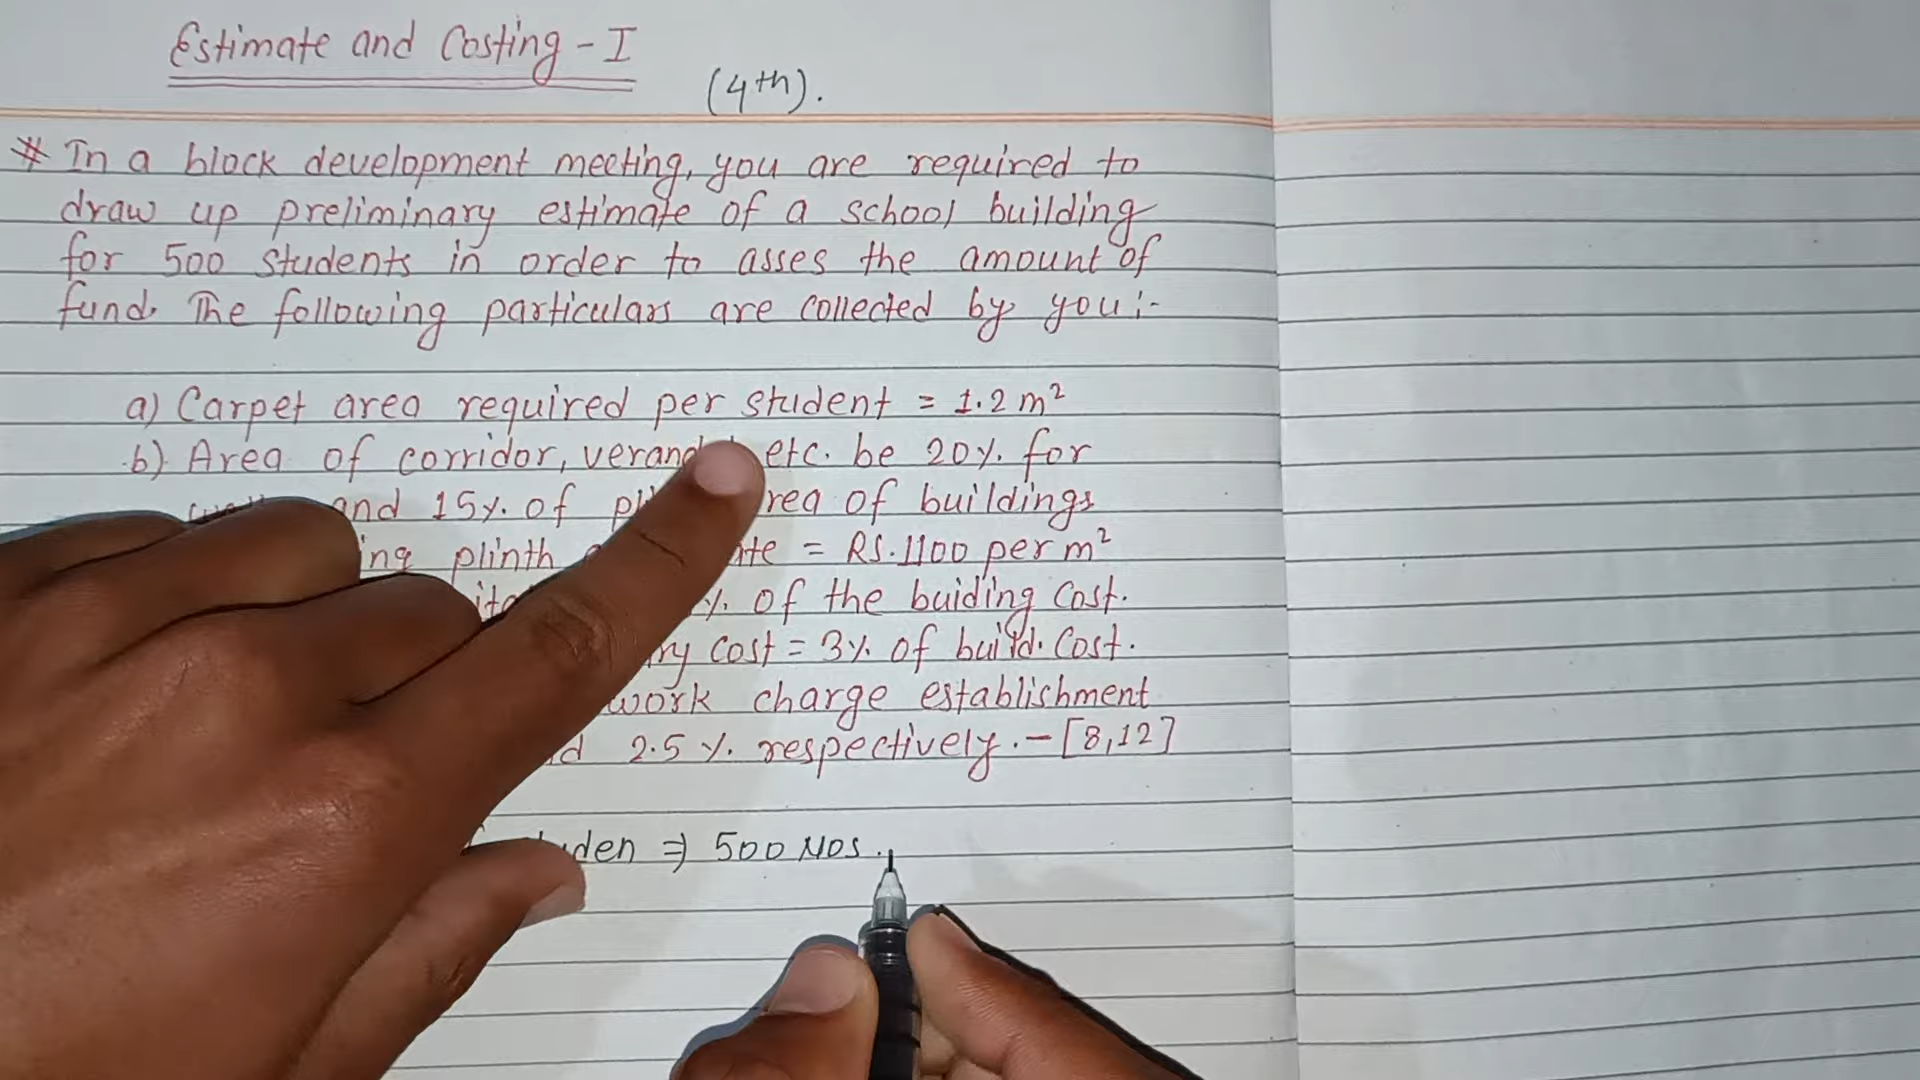 Estimate and Costing - I
(4th).
* In a block development meeting, you are required to
draw up preliminary estimate of a school building
for 500 students in order to asses the amount of
fund. The following particulars are collected by you :-
a) Carpet area required per student = 1.2 m²
b) Area of corridor, etc. be 20%. for
and 15%. of of buildings
plinth = RS. 1100 per m²
of the buiding Cost.
cost = 3%. of build. Cost.
work charge establishment
2.5 %. respectively. - [8,12]
⇒ 500 NOS.